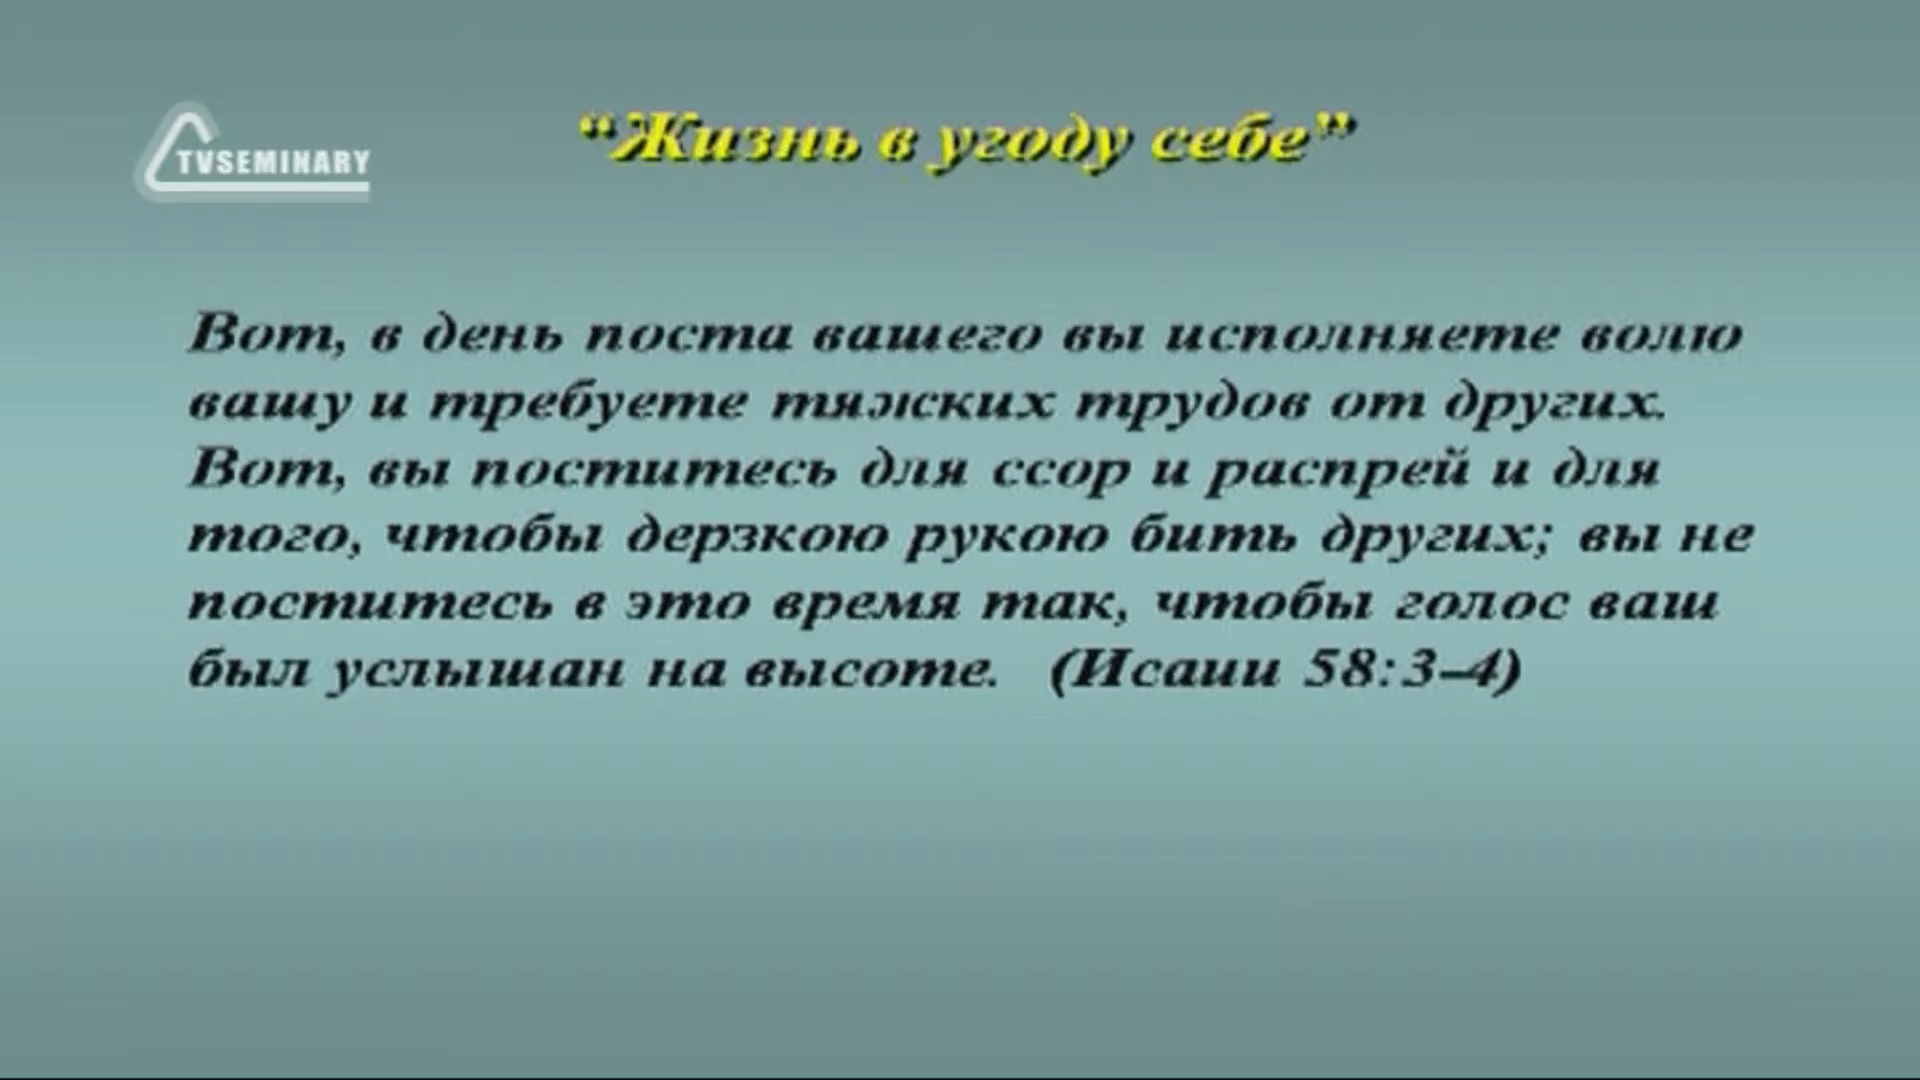 TVSEMINARY
“Жизнь в угоду себе”
Вот, в день поста вашего вы исполняете волю
вашу и требуете тяжских трудов от других.
Вот, вы поститесь для ссор и распрей и для
того, чтобы дерзкою рукою бить других; вы не
поститесь в это время так, чтобы голос ваш
был услышан на высоте. (Исаии 58:3–4)